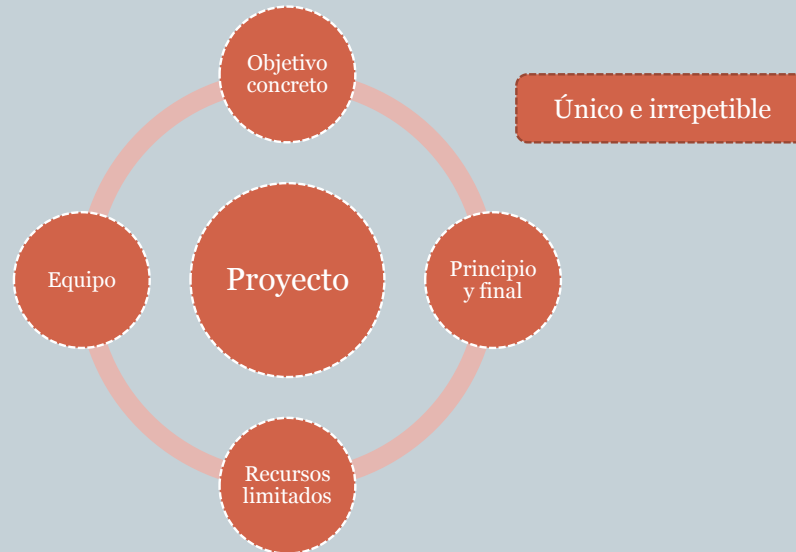 Objetivo
concreto
Único e irrepetible
Equipo
Proyecto
Principio
y final
Recursos
limitados